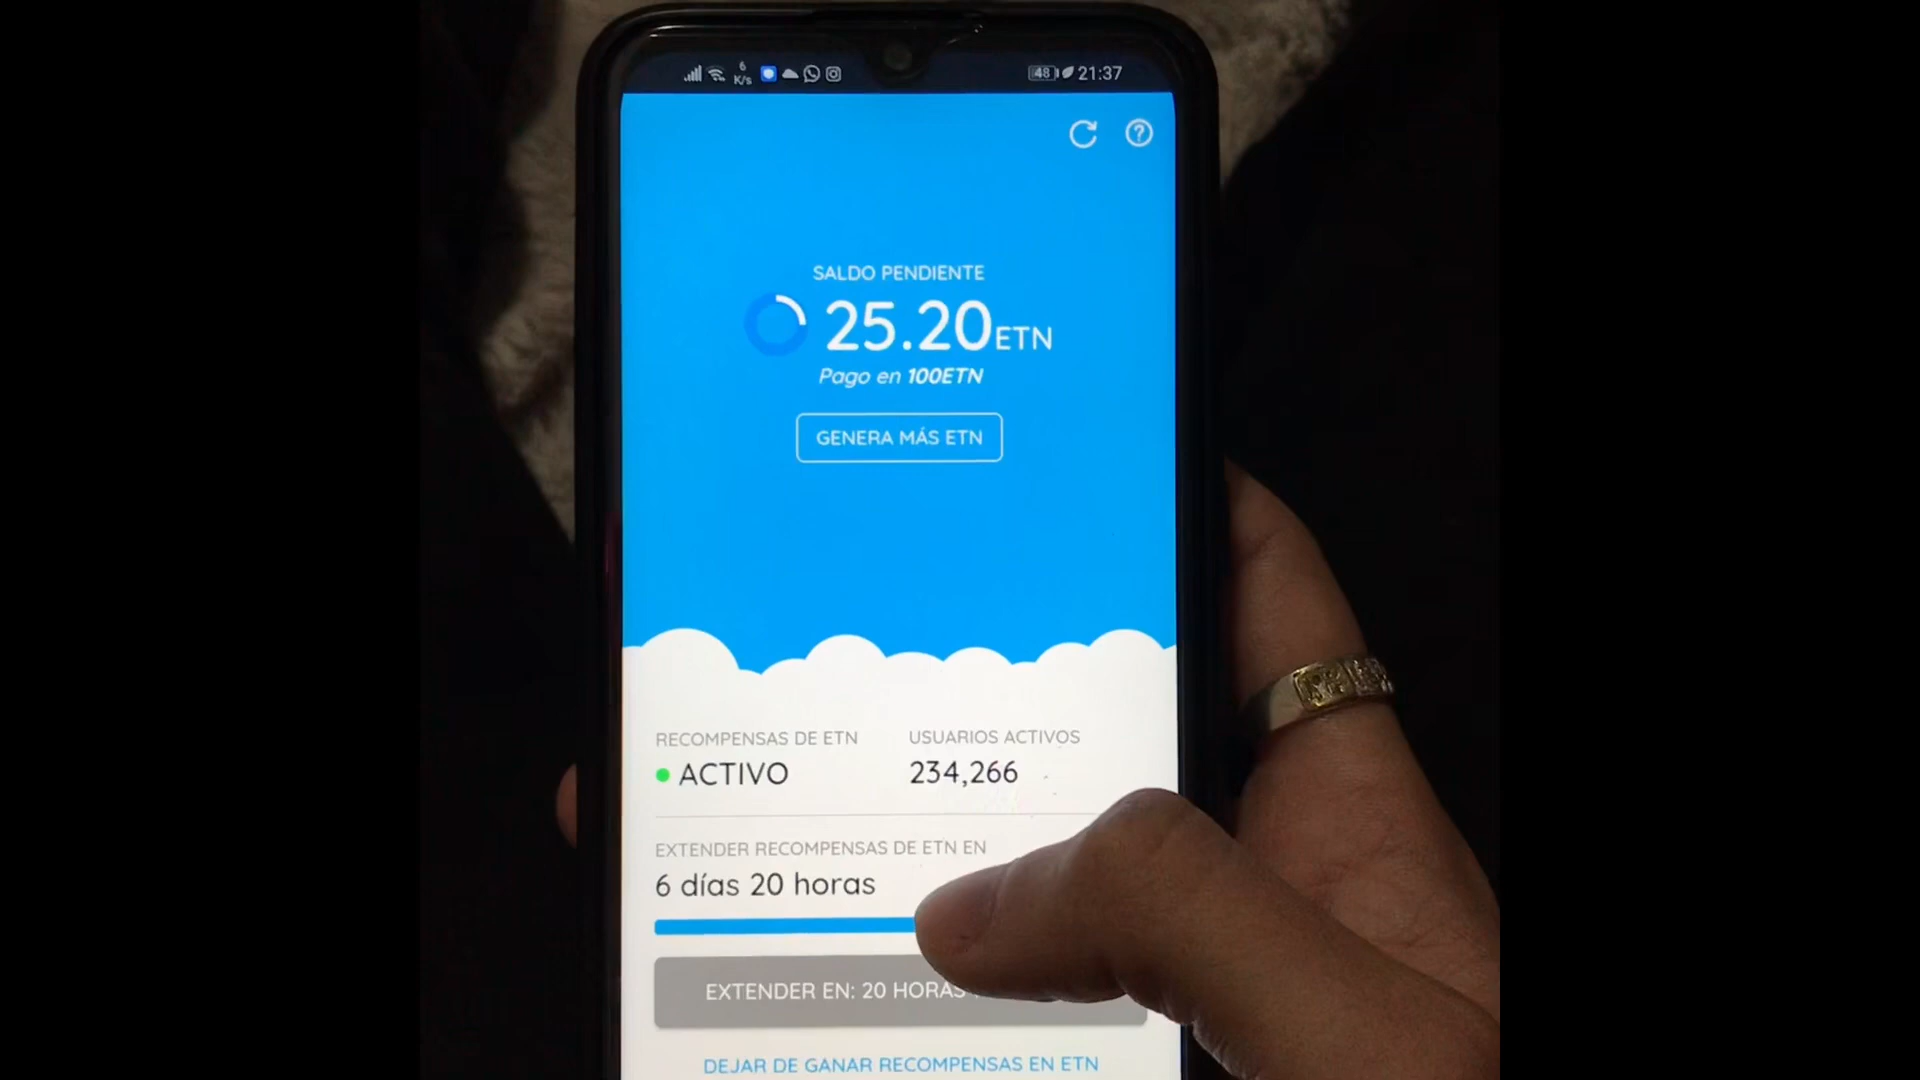 6
K/s
48 21:37
SALDO PENDIENTE
25.20ETN
Pago en 100ETN
GENERA MÁS ETN
RECOMPENSAS DE ETN USUARIOS ACTIVOS
ACTIVO 234,266
EXTENDER RECOMPENSAS DE ETN EN
6 días 20 horas
EXTENDER EN: 20 HORAS
DEJAR DE GANAR RECOMPENSAS EN ETN